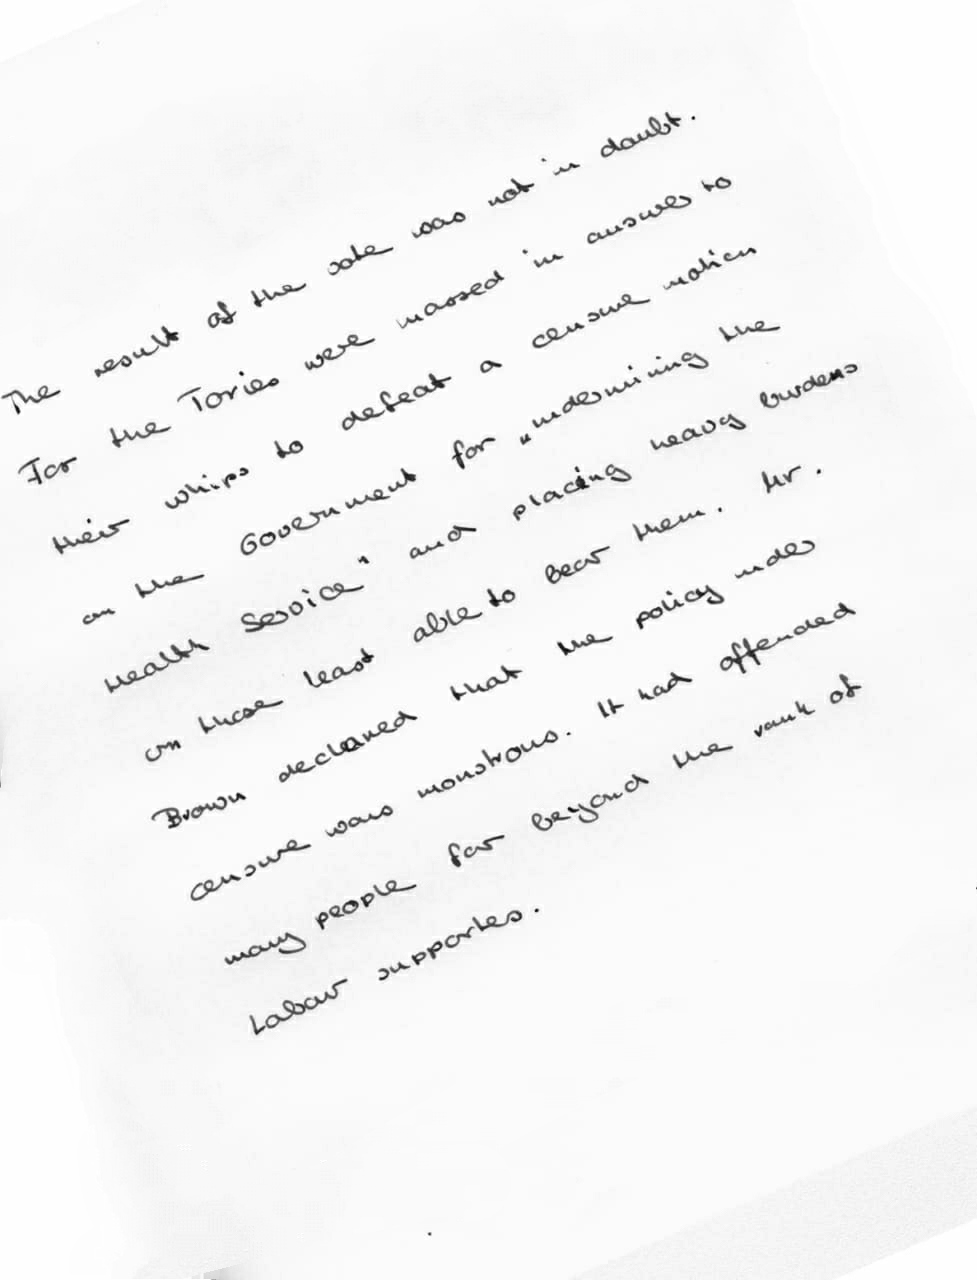 The result of the vote was not in doubt.
For the Tories were massed in answer to
their whips to defeat a censure motion
on the Government for "undermining the
Health Service" and placing heavy burdens
on those least able to bear them. Mr.
Brown declared that the policy under
censure was monstrous. It had offended
many people far beyond the rank of
Labour supporters.